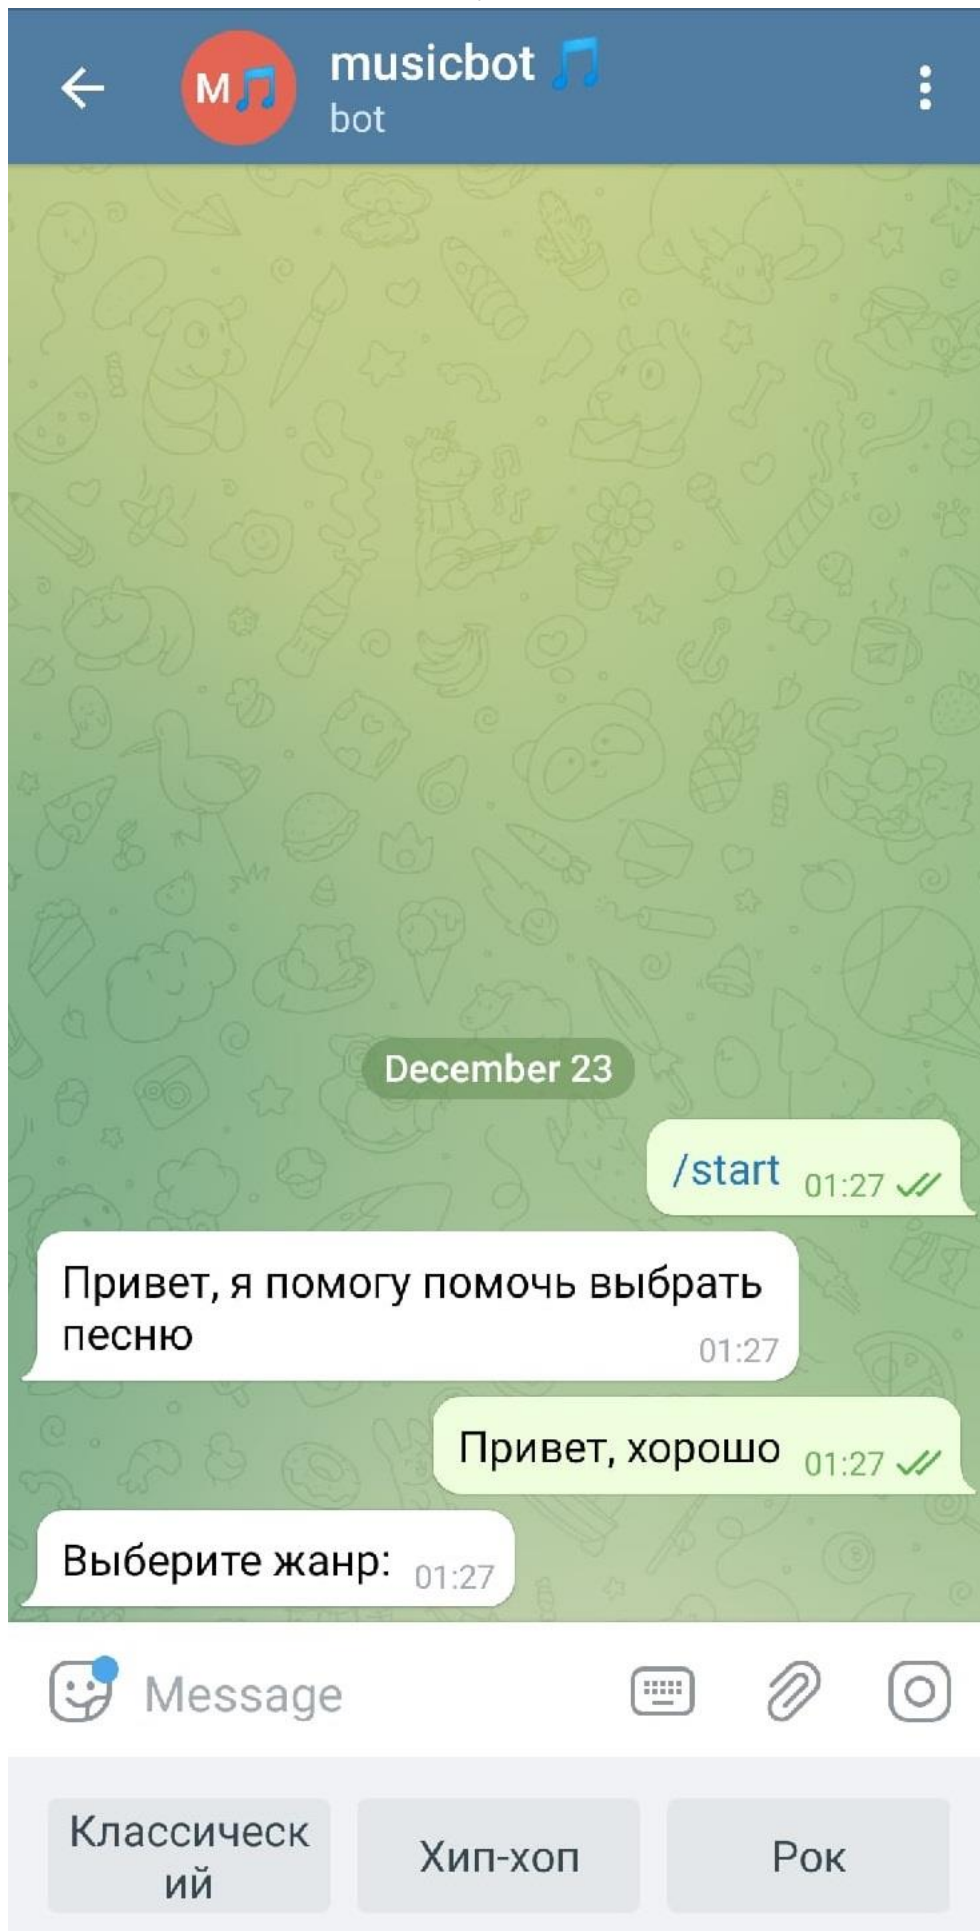 M🎵
musicbot 🎵
bot
December 23
/start 01:27
Привет, я помогу помочь выбрать
песню 01:27
Привет, хорошо 01:27
Выберите жанр: 01:27
Message
Классическ
ий
Хип-хоп
Рок